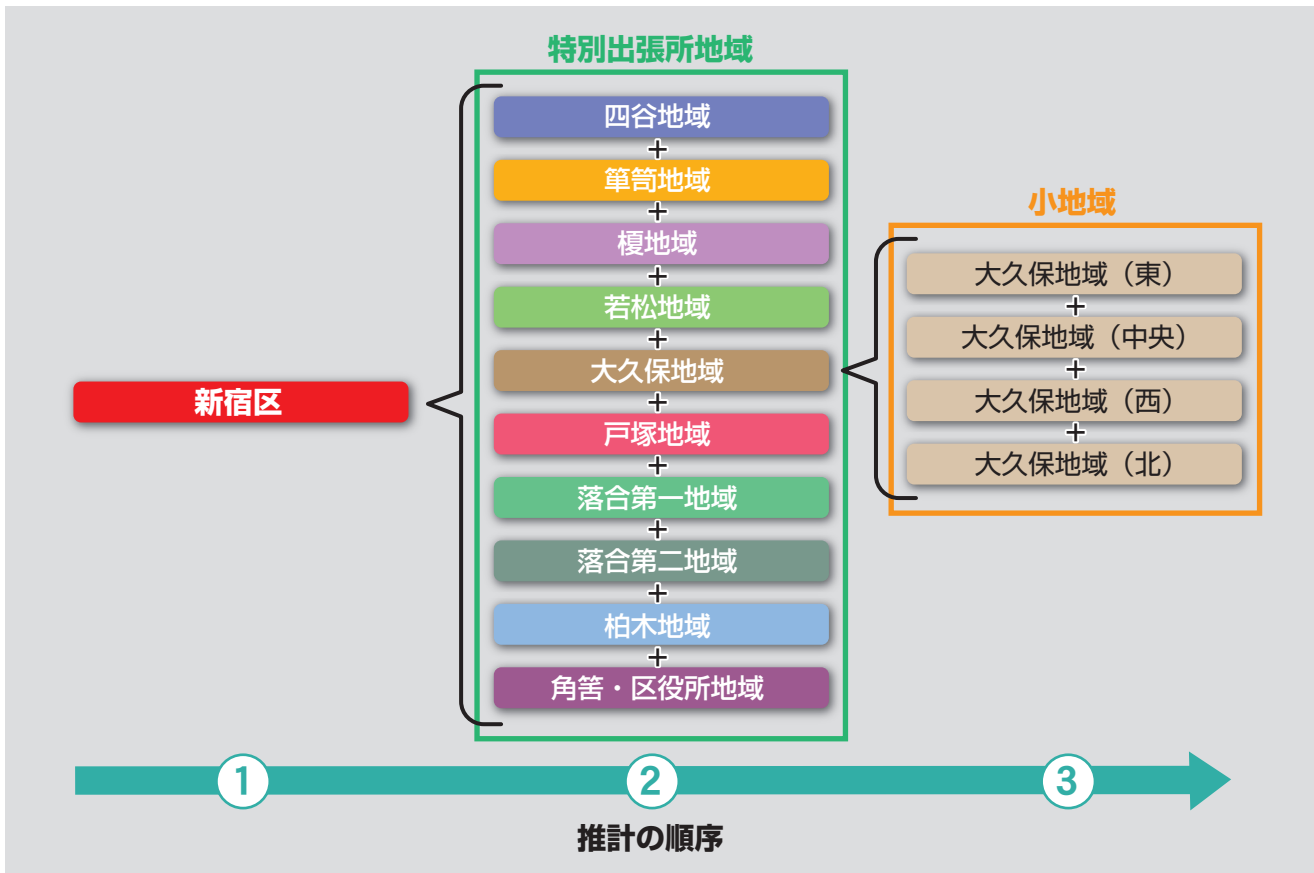 特別出張所地域
四谷地域
+
箪笥地域
+
榎地域
+
若松地域
+
大久保地域
+
戸塚地域
+
落合第一地域
+
落合第二地域
+
柏木地域
+
角筈・区役所地域
新宿区
小地域
大久保地域（東）
+
大久保地域（中央）
+
大久保地域（西）
+
大久保地域（北）
1
2
3
推計の順序